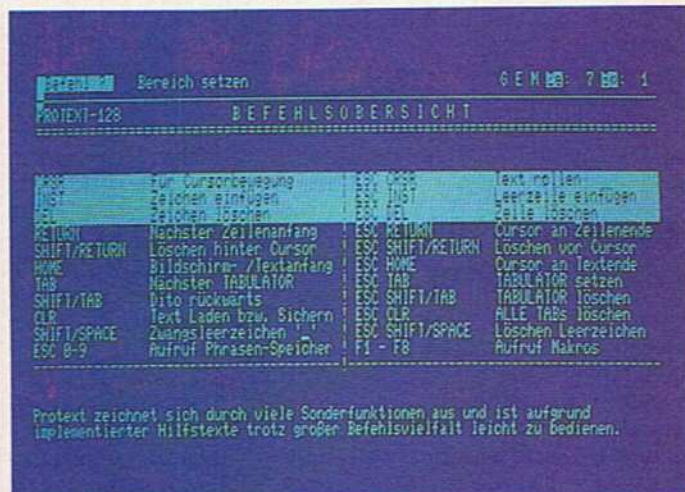 Bereich setzen G E M : 7 : 1
PROTEXT-128 B E F E H L S Ü B E R S I C H T
CRSR Für Cursorbewegung ESC CRSR Text rollen
INST Zeichen einfügen ESC INST Leerzeile einfügen
DEL Zeichen löschen ESC DEL Zeile löschen
RETURN Nächster Zeilenanfang ESC RETURN Cursor an Zeilenende
SHIFT/RETURN Löschen hinter Cursor ESC SHIFT/RETURN Löschen vor Cursor
HOME Bildschirm- /Textanfang ESC HOME Cursor an Textende
TAB Nächster TABULATOR ESC TAB TABULATOR setzen
SHIFT/TAB Dito rückwärts ESC SHIFT/TAB TABULATOR löschen
CLR Text Laden bzw. Sichern ESC CLR ALLE TABs löschen
SHIFT/SPACE Zwangsleerzeichen '_' ESC SHIFT/SPACE Löschen Leerzeichen
ESC 0-9 Aufruf Phrasen-Speicher F1 - F8 Aufruf Makros
Protext zeichnet sich durch viele Sonderfunktionen aus und ist aufgrund
implementierter Hilfstexte trotz großer Befehlsvielfalt leicht zu bedienen.